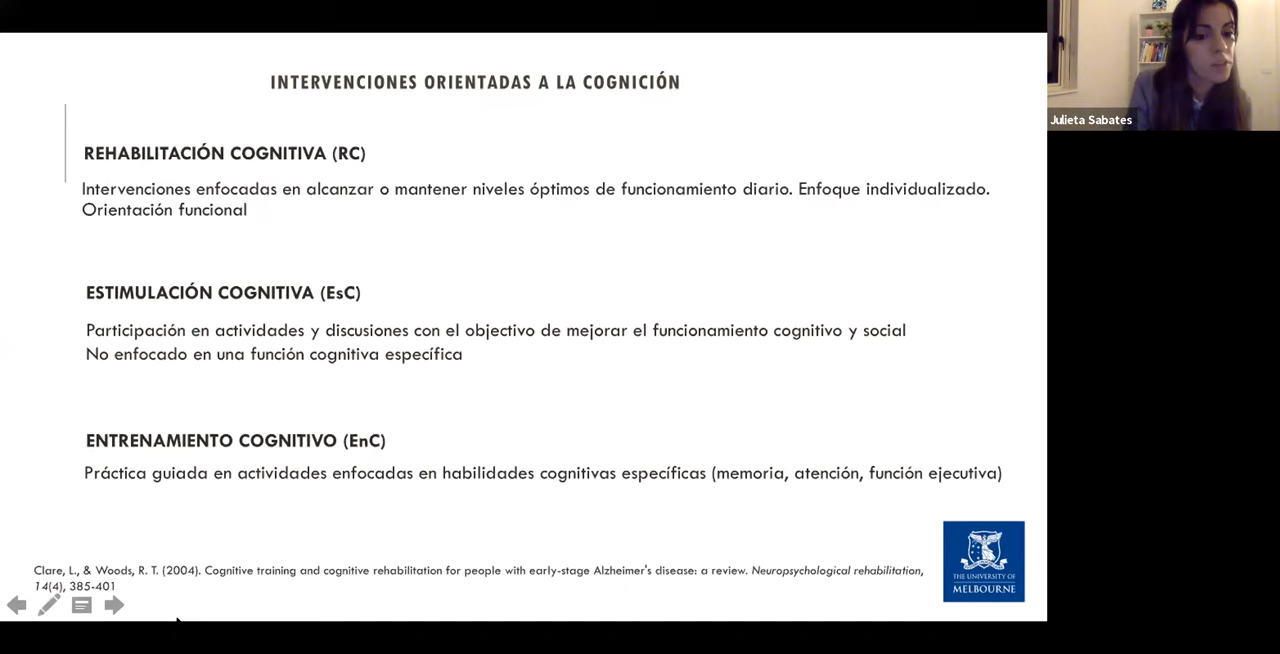 INTERVENCIONES ORIENTADAS A LA COGNICIÓN
REHABILITACIÓN COGNITIVA (RC)
Intervenciones enfocadas en alcanzar o mantener niveles óptimos de funcionamiento diario. Enfoque individualizado.
Orientación funcional
ESTIMULACIÓN COGNITIVA (EsC)
Participación en actividades y discusiones con el objetivo de mejorar el funcionamiento cognitivo y social
No enfocado en una función cognitiva específica
ENTRENAMIENTO COGNITIVO (EnC)
Práctica guiada en actividades enfocadas en habilidades cognitivas específicas (memoria, atención, función ejecutiva)
Clare, L., & Woods, R. T. (2004). Cognitive training and cognitive rehabilitation for people with early-stage Alzheimer's disease: a review. Neuropsychological rehabilitation,
14(4), 385-401
THE UNIVERSITY OF
MELBOURNE
Julieta Sabates